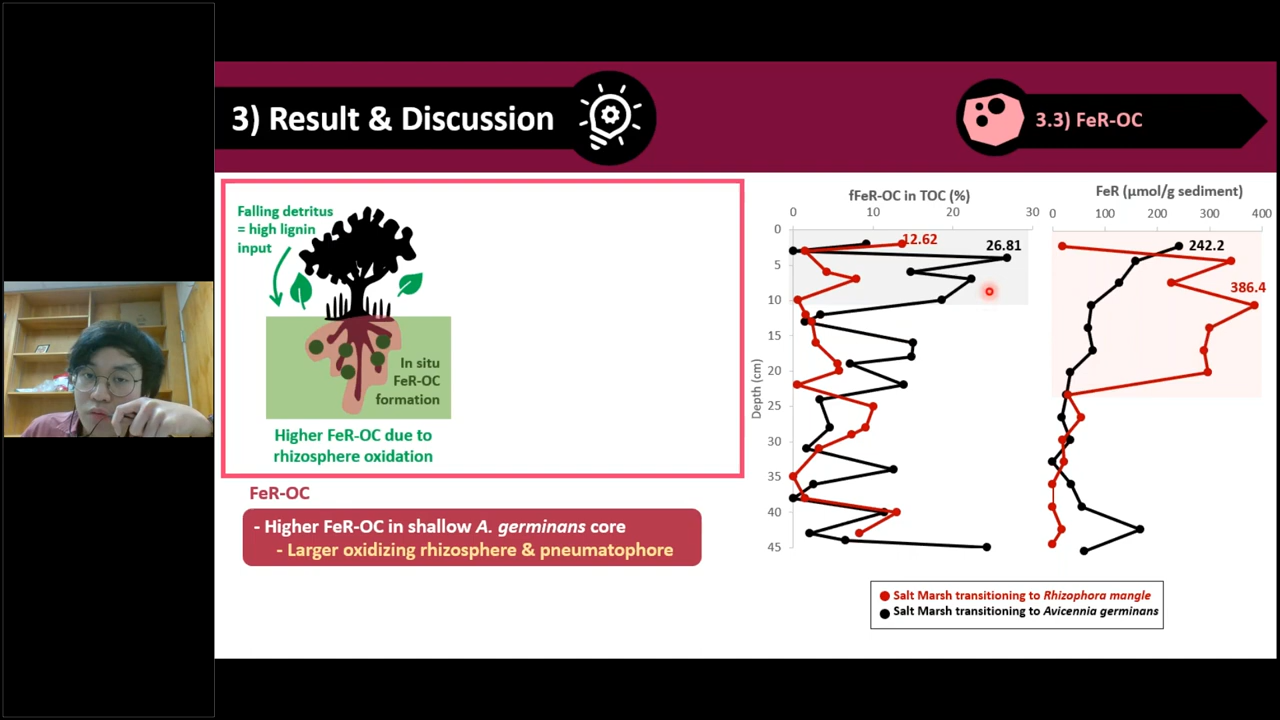 3) Result & Discussion
3.3) FeR-OC
Falling detritus
= high lignin
input
In situ
FeR-OC
formation
Higher FeR-OC due to
rhizosphere oxidation
FeR-OC
- Higher FeR-OC in shallow A. germinans core
- Larger oxidizing rhizosphere & pneumatophore
fFeR-OC in TOC (%)
0 10 20 30
Depth (cm)
0
5
10
15
20
25
30
35
40
45
12.62
26.81
FeR (µmol/g sediment)
0 100 200 300 400
242.2
386.4
Salt Marsh transitioning to Rhizophora mangle
Salt Marsh transitioning to Avicennia germinans